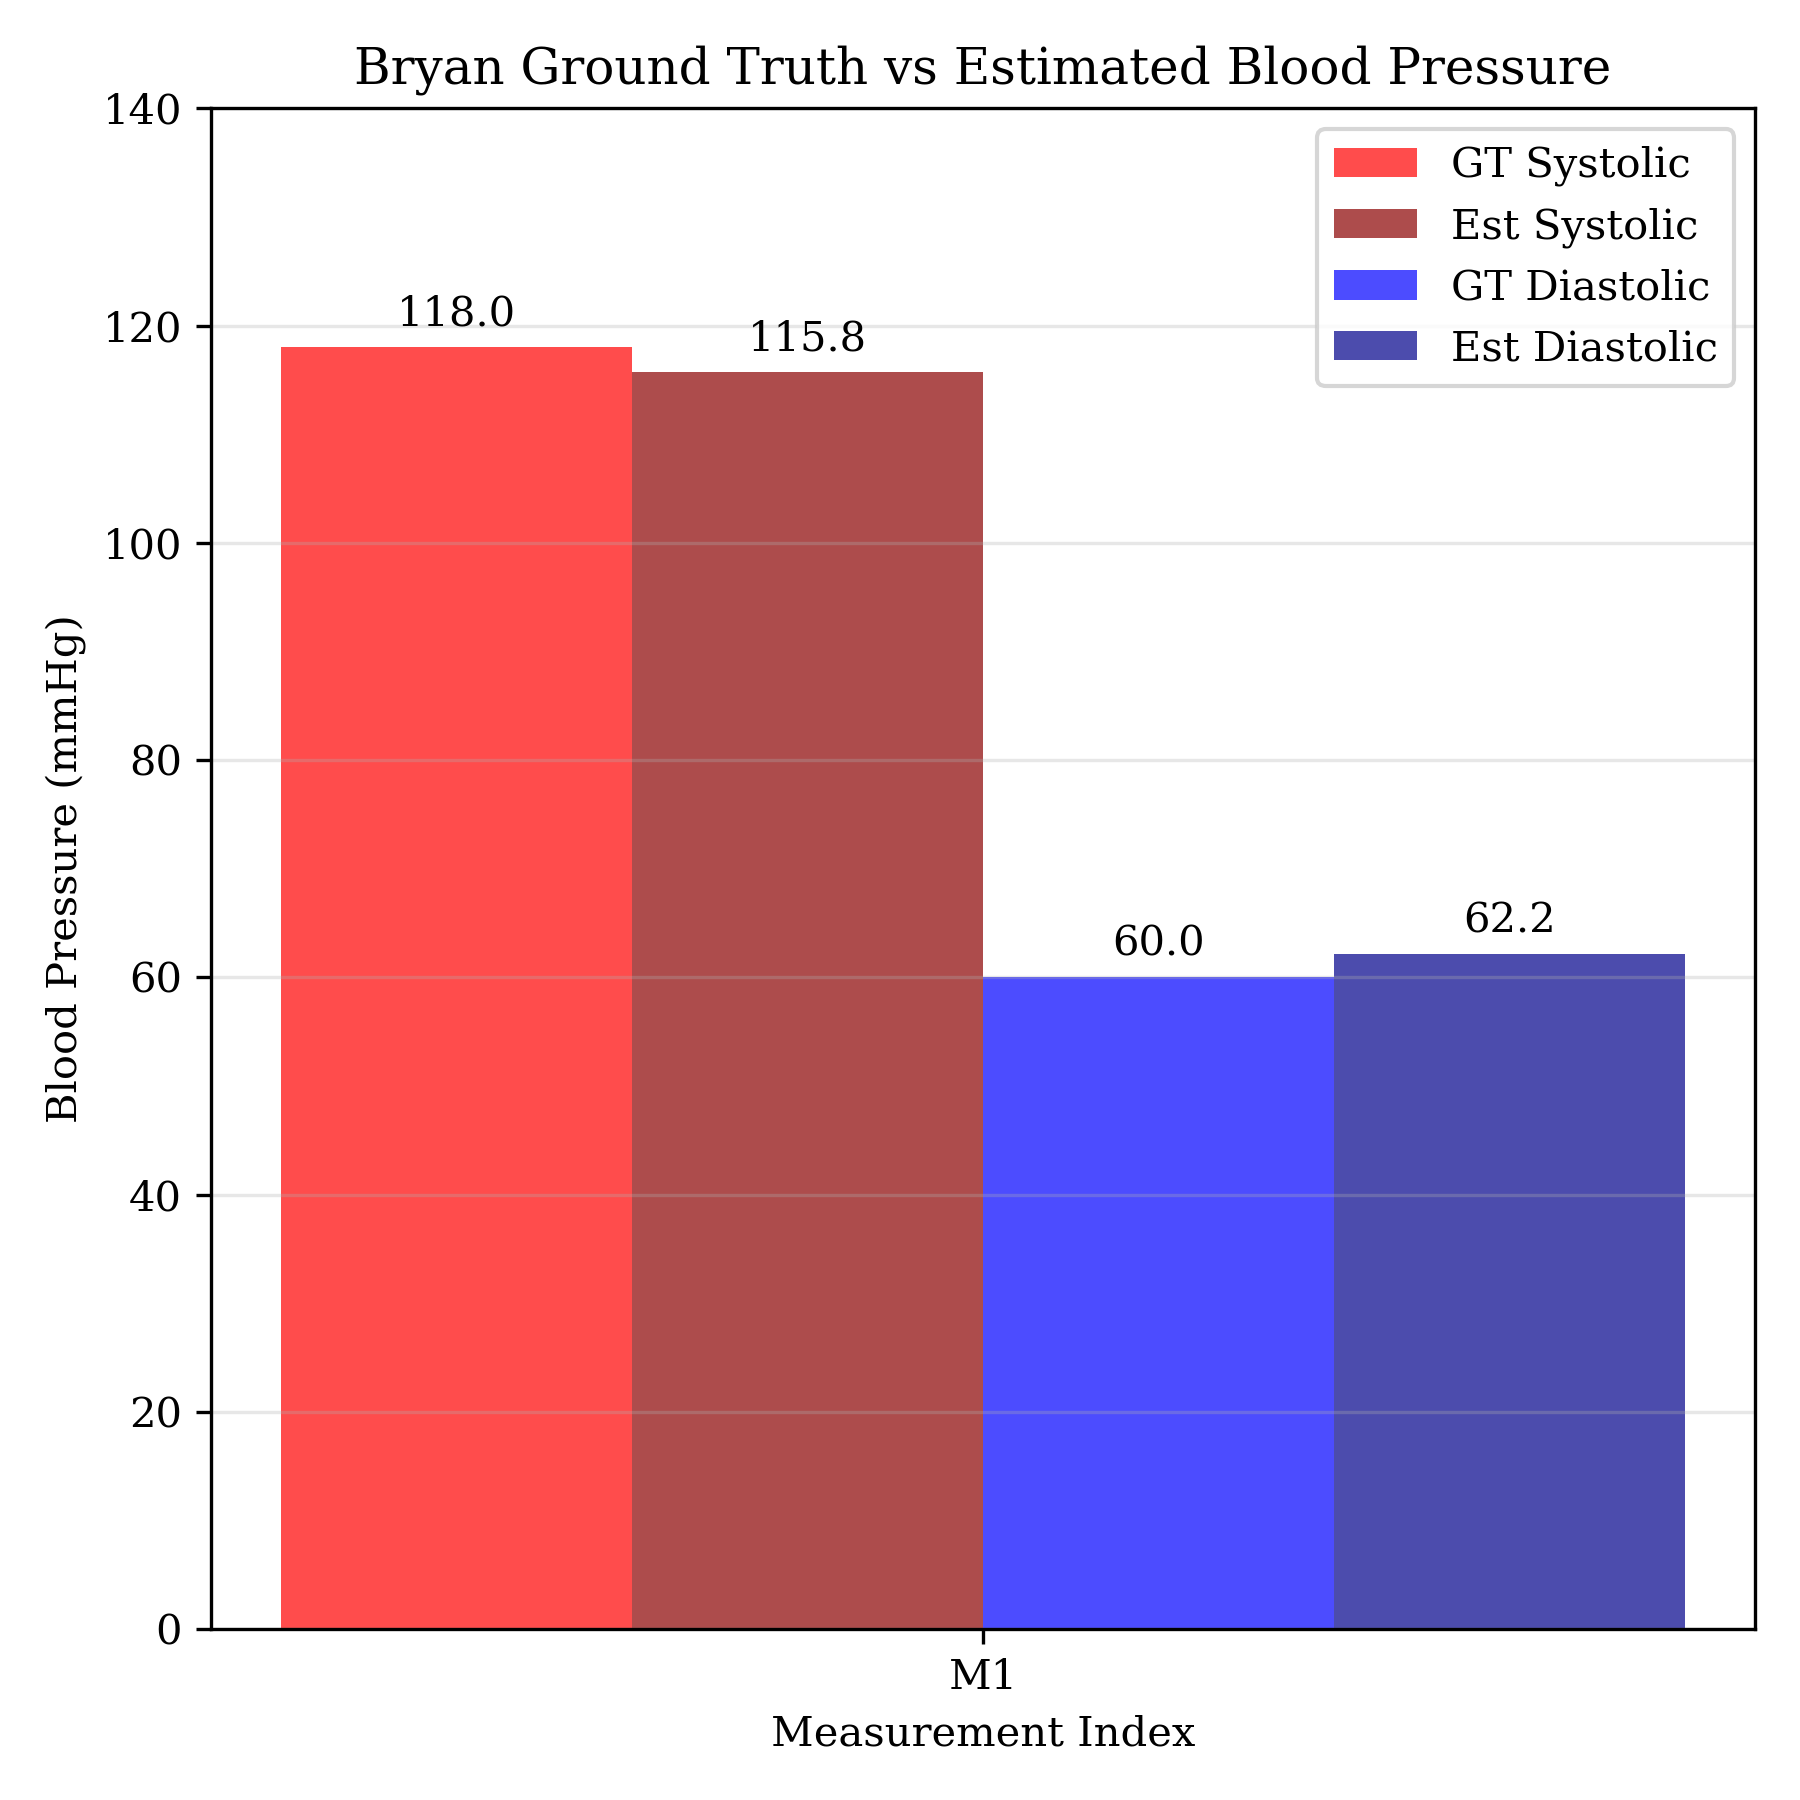 Bryan Ground Truth vs Estimated Blood Pressure
140
120
100
80
60
40
20
0
Blood Pressure (mmHg)
GT Systolic
Est Systolic
GT Diastolic
Est Diastolic
118.0
115.8
60.0
62.2
M1
Measurement Index